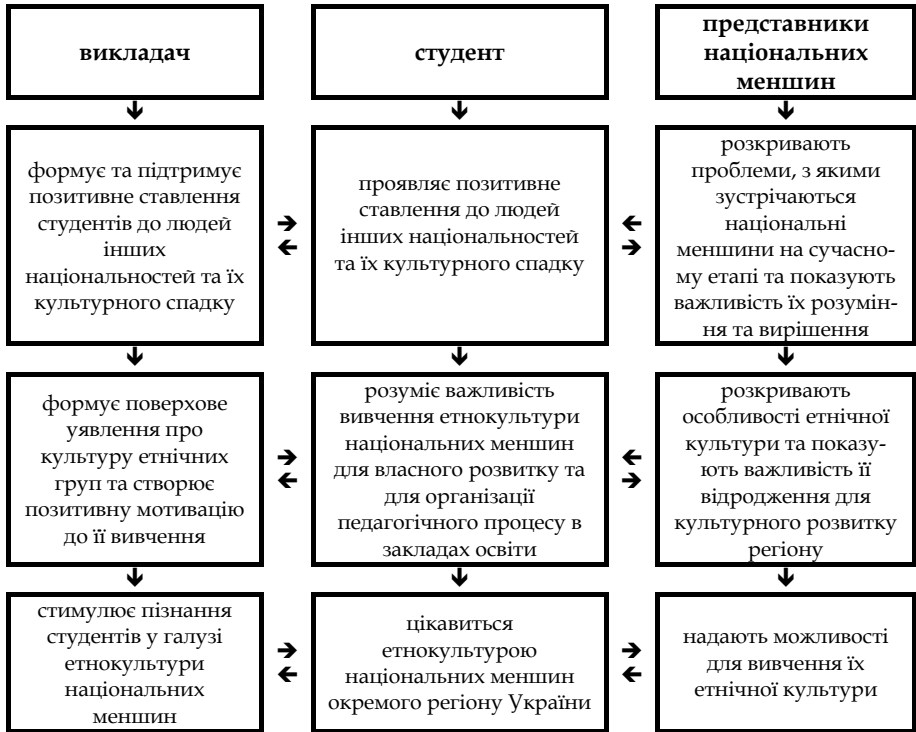 викладач
студент
представники
національних
меншин
формує та підтримує
позитивне ставлення
студентів до людей
інших
національностей та їх
культурного спадку
проявляє позитивне
ставлення до людей
інших національностей
та їх культурного спадку
розкривають
проблеми, з якими
зустрічаються
національні
меншини на сучасно-
му етапі та показують
важливість їх розумін-
ня та вирішення
формує поверхове
уявлення про
культуру етнічних
груп та створює
позитивну мотивацію
до її вивчення
розуміє важливість
вивчення етнокультури
національних меншин
для власного розвитку та
для організації
педагогічного процесу в
закладах освіти
розкривають
особливості етнічної
культури та показу-
ють важливість її
відродження для
культурного розвитку
регіону
стимулює пізнання
студентів у галузі
етнокультури
національних
меншин
цікавиться
етнокультурою
національних меншин
окремого регіону України
надають можливості
для вивчення їх
етнічної культури